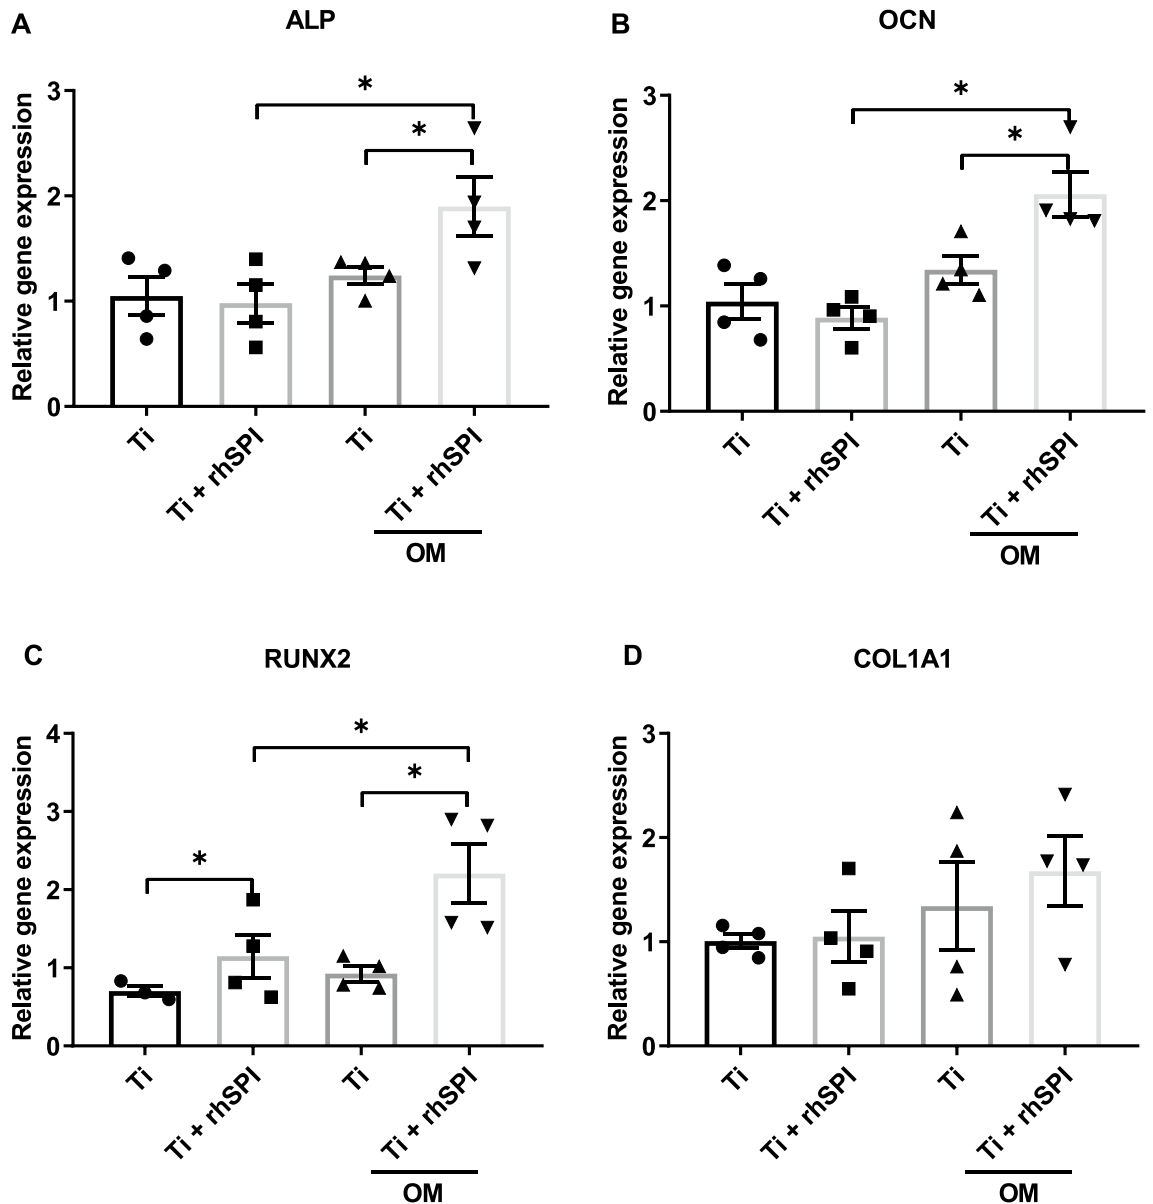 A
ALP
Relative gene expression
3
2
1
0
*
*
Ti
Ti + rhSPI
Ti
Ti + rhSPI
OM
B
OCN
Relative gene expression
3
2
1
0
*
*
Ti
Ti + rhSPI
Ti
Ti + rhSPI
OM
C
RUNX2
Relative gene expression
4
3
2
1
0
*
*
*
Ti
Ti + rhSPI
Ti
Ti + rhSPI
OM
D
COL1A1
Relative gene expression
3
2
1
0
Ti
Ti + rhSPI
Ti
Ti + rhSPI
OM